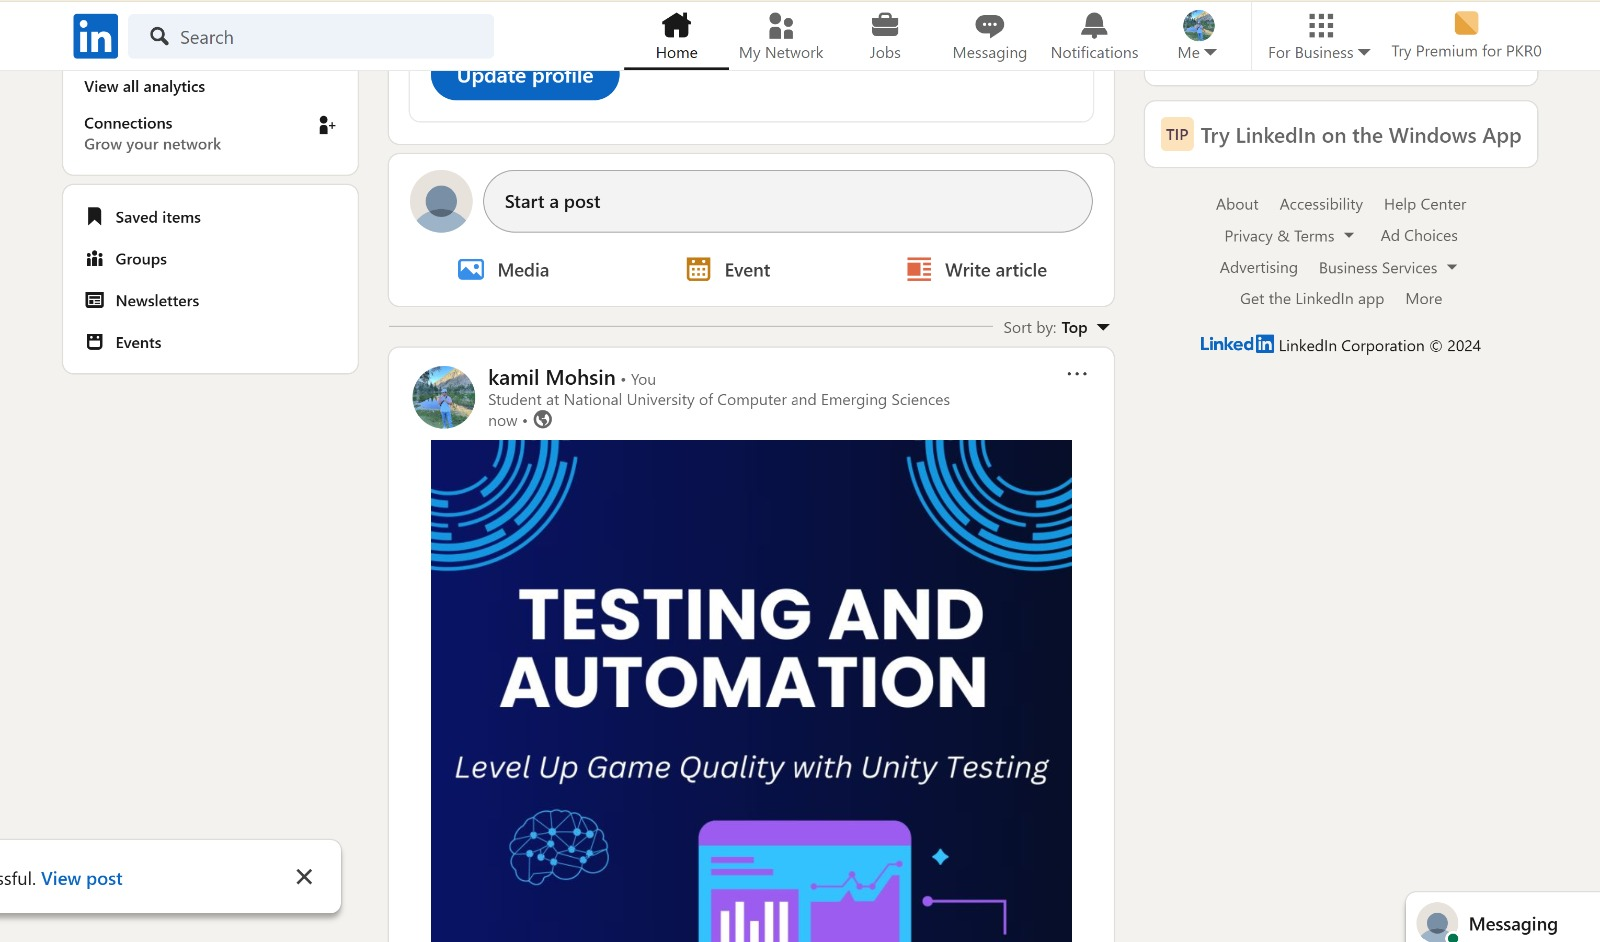 in
Search
Home
My Network
Jobs
Messaging
Notifications
Me
For Business
Try Premium for PKR0
View all analytics
Connections
Grow your network
Saved items
Groups
Newsletters
Events
Update profile
Start a post
Media
Event
Write article
Sort by: Top
kamil Mohsin • You
Student at National University of Computer and Emerging Sciences
now •
TESTING AND
AUTOMATION
Level Up Game Quality with Unity Testing
TIP Try LinkedIn on the Windows App
About Accessibility Help Center
Privacy & Terms Ad Choices
Advertising Business Services
Get the LinkedIn app More
LinkedIn LinkedIn Corporation © 2024
View post
Messaging